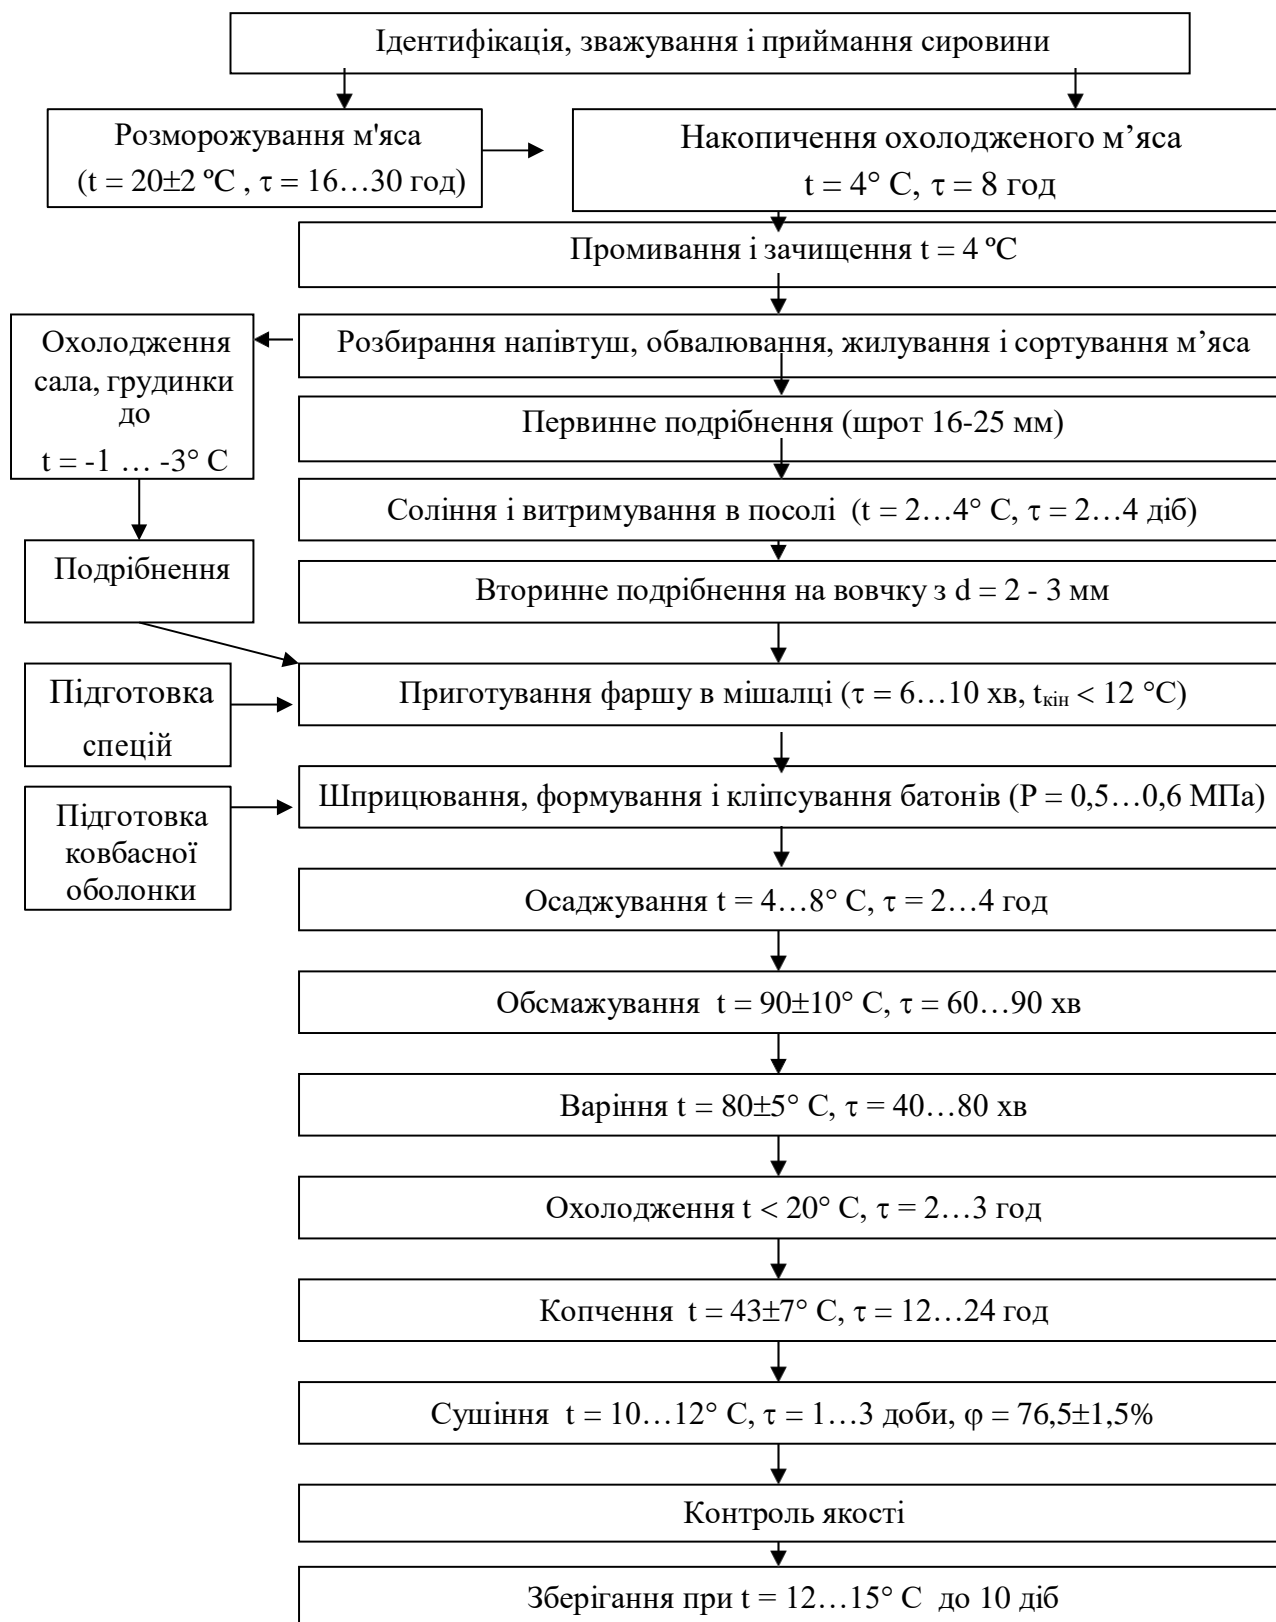 Ідентифікація, зважування і приймання сировини
Розморожування м'яса
(t = 20±2 ºС , τ = 16…30 год)
Накопичення охолодженого м’яса
t = 4° С, τ = 8 год
Промивання і зачищення t = 4 ºС
Охолодження
сала, грудинки
до
t = -1 … -3° С
Розбирання напівтуш, обвалювання, жилування і сортування м’яса
Первинне подрібнення (шрот 16-25 мм)
Соління і витримування в посолі (t = 2…4° С, τ = 2…4 діб)
Подрібнення
Вторинне подрібнення на вовчку з d = 2 - 3 мм
Підготовка
спецій
Приготування фаршу в мішалці (τ = 6…10 хв, tкін < 12 °С)
Шприцювання, формування і кліпсування батонів (Р = 0,5…0,6 МПа)
Підготовка
ковбасної
оболонки
Осаджування t = 4…8° С, τ = 2…4 год
Обсмажування t = 90±10° С, τ = 60…90 хв
Варіння t = 80±5° С, τ = 40…80 хв
Охолодження t < 20° С, τ = 2…3 год
Копчення t = 43±7° С, τ = 12…24 год
Сушіння t = 10…12° С, τ = 1…3 доби, φ = 76,5±1,5%
Контроль якості
Зберігання при t = 12…15° С до 10 діб